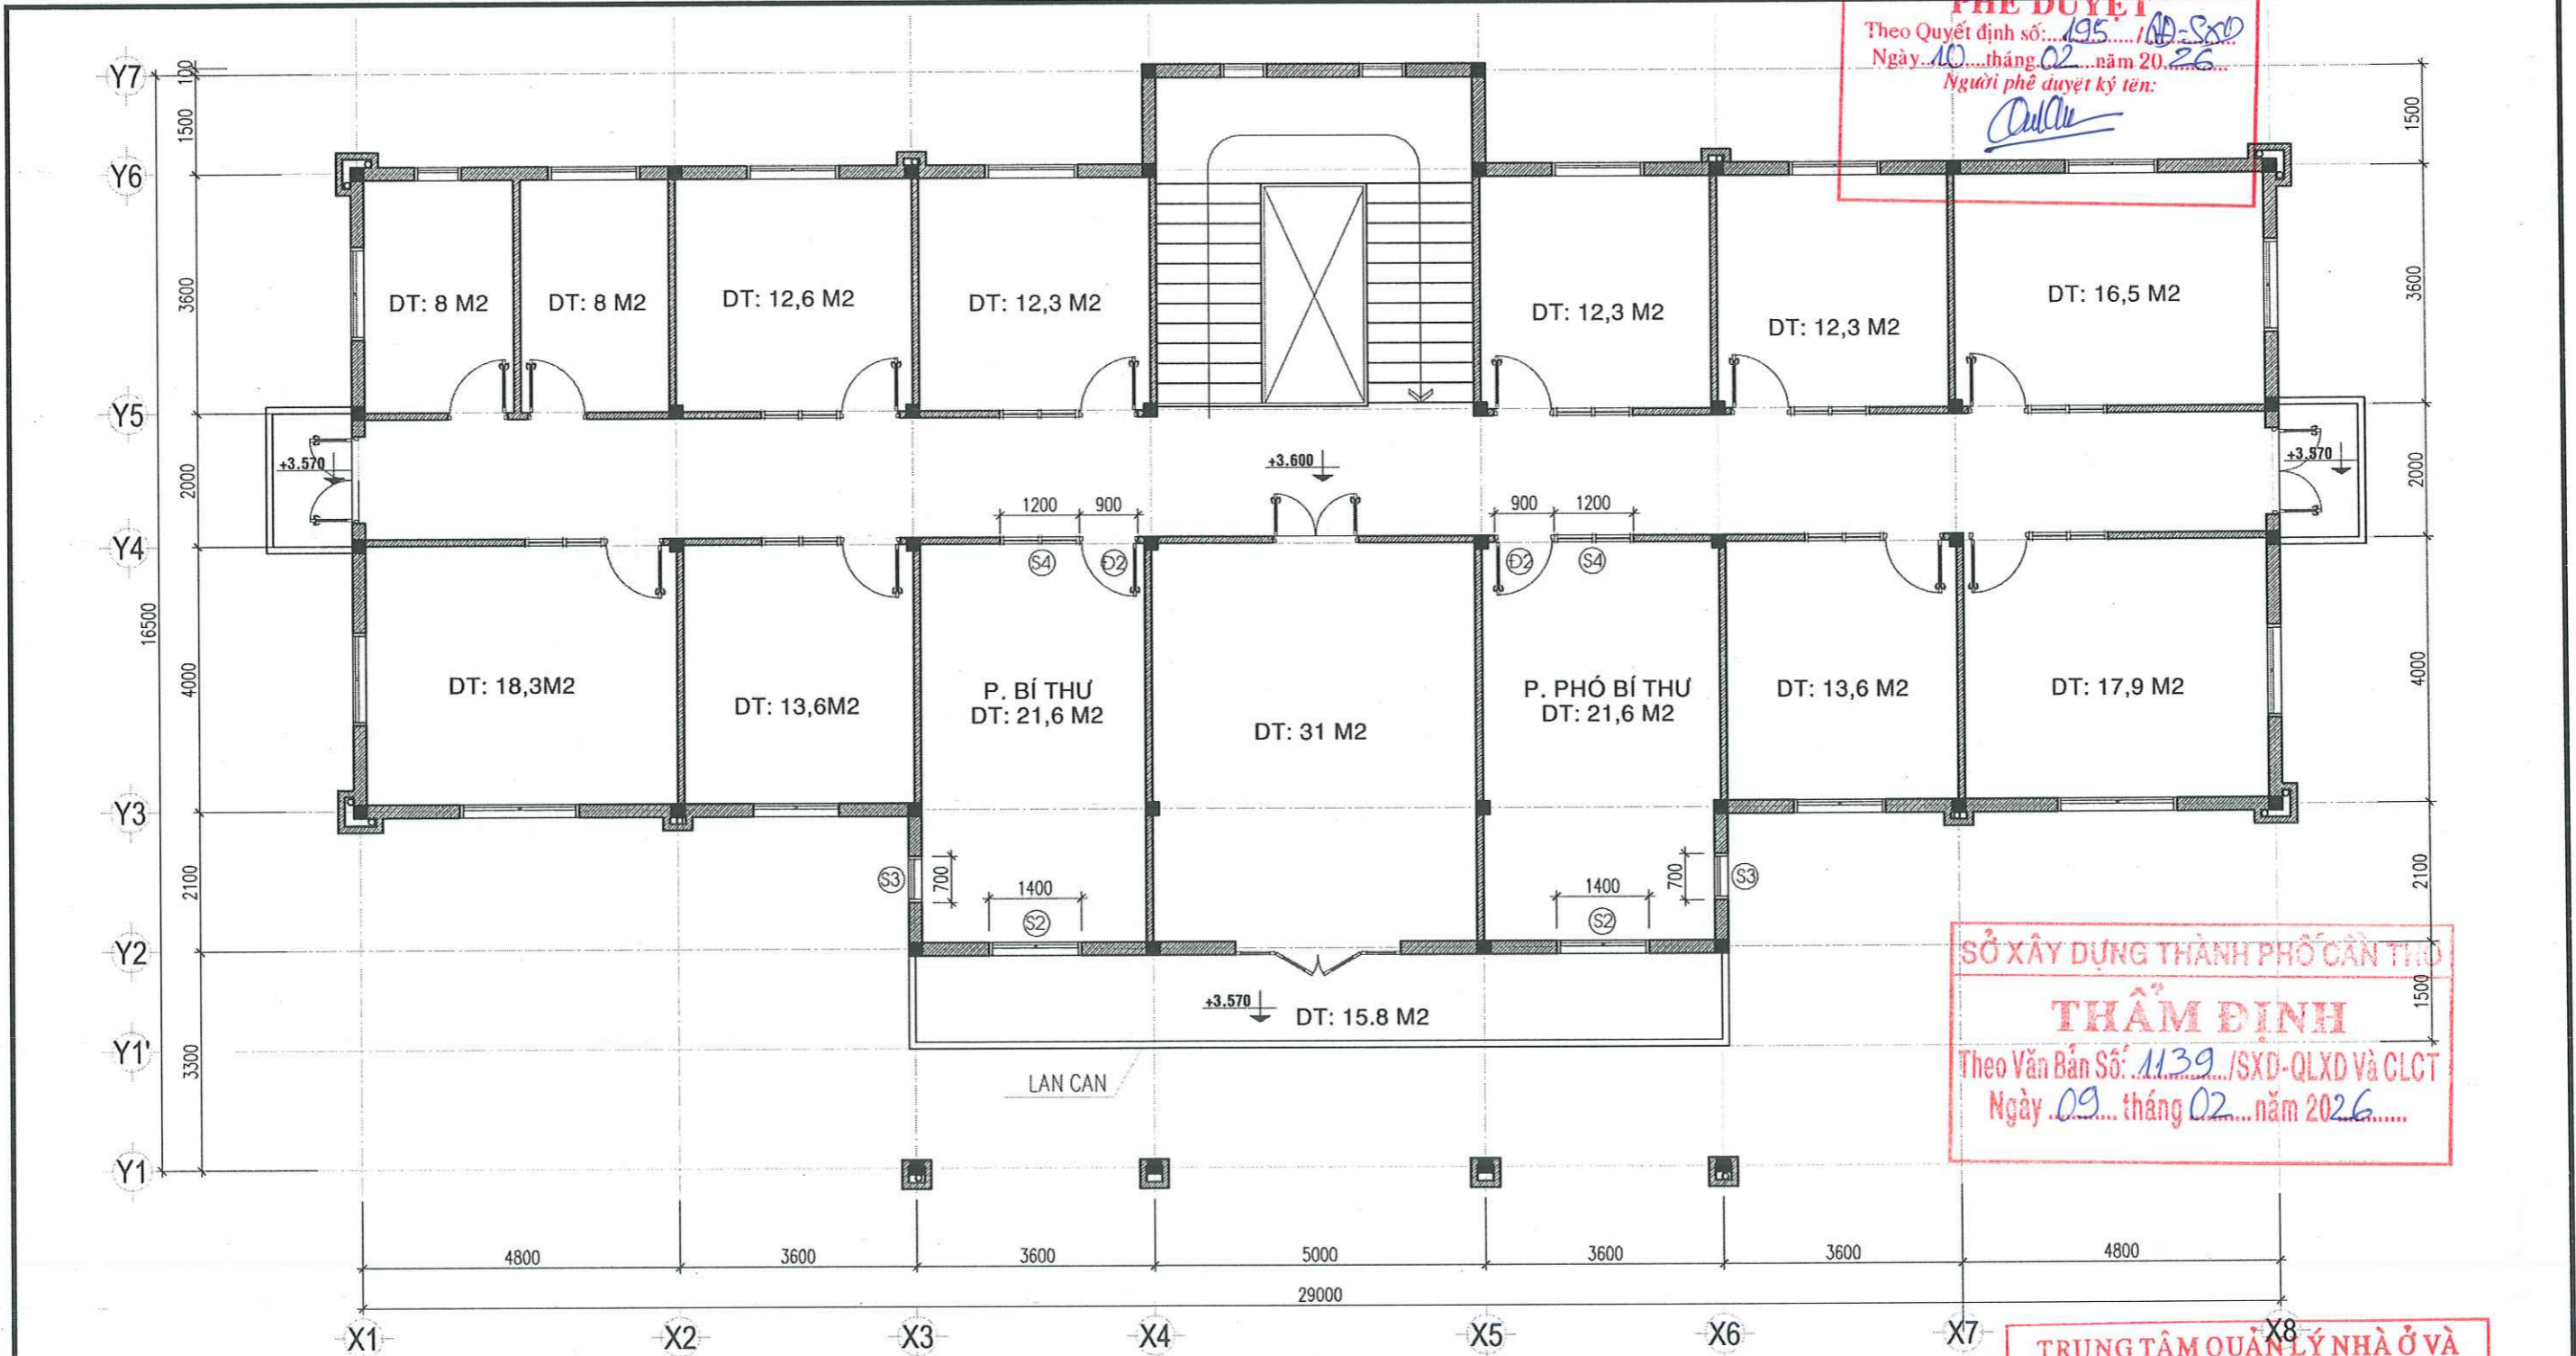 PHÊ DUYỆT
Theo Quyết định số:...195...../QĐ-SXD
Ngày..10....tháng.02....năm 20.26...
Người phê duyệt ký tên:
Y7
100
1500
1500
Y6
3600
DT: 8 M2
DT: 8 M2
DT: 12,6 M2
DT: 12,3 M2
DT: 12,3 M2
DT: 12,3 M2
DT: 16,5 M2
3600
Y5
+3.570
+3.600
+3.570
2000
2000
1200
900
900
1200
Y4
S4
Đ2
Đ2
S4
16500
4000
DT: 18,3M2
DT: 13,6M2
P. BÍ THƯ
DT: 21,6 M2
DT: 31 M2
P. PHÓ BÍ THƯ
DT: 21,6 M2
DT: 13,6 M2
DT: 17,9 M2
4000
Y3
2100
S3
700
1400
S2
1400
S2
700
S3
2100
Y2
SỞ XÂY DỰNG THÀNH PHỐ CẦN THƠ
THẨM ĐỊNH
Theo Văn Bản Số: 1139/SXD-QLXD Và CLCT
Ngày .09.... tháng 02....năm 2026.......
1500
+3.570
DT: 15.8 M2
Y1'
3300
LAN CAN
Y1
4800
3600
3600
5000
3600
3600
4800
29000
X1
X2
X3
X4
X5
X6
X7
X8
TRUNG TÂM QUẢN LÝ NHÀ Ở VÀ